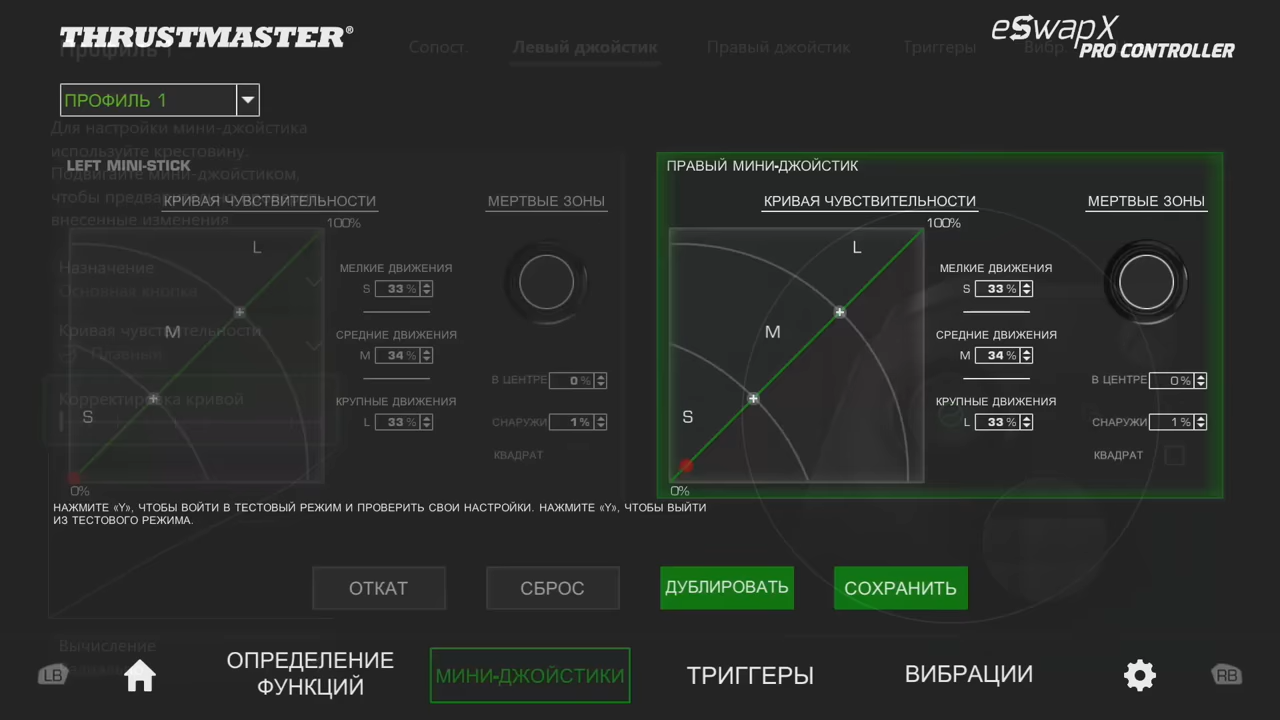 THRUSTMASTER®
eSwapX
PRO CONTROLLER
Профиль 1
Сопост.
Левый джойстик
Правый джойстик
Триггеры
Вибр
ПРОФИЛЬ 1
Для настройки мини-джойстика
используйте крестовину.
Подвигайте мини-джойстиком,
внесенные изменения
LEFT MINI-STICK
КРИВАЯ ЧУВСТВИТЕЛЬНОСТИ
МЕРТВЫЕ ЗОНЫ
100%
L
МЕЛКИЕ ДВИЖЕНИЯ
S 33 %
M
СРЕДНИЕ ДВИЖЕНИЯ
M 34 %
В ЦЕНТРЕ 0 %
КРУПНЫЕ ДВИЖЕНИЯ
S
L 33 %
СНАРУЖИ 1 %
КВАДРАТ
0%
Назначение
Основная кнопка
Кривая чувствительности
Корректировка кривой
ПРАВЫЙ МИНИ-ДЖОЙСТИК
КРИВАЯ ЧУВСТВИТЕЛЬНОСТИ
МЕРТВЫЕ ЗОНЫ
100%
L
МЕЛКИЕ ДВИЖЕНИЯ
S 33 %
M
СРЕДНИЕ ДВИЖЕНИЯ
M 34 %
В ЦЕНТРЕ 0 %
КРУПНЫЕ ДВИЖЕНИЯ
S
L 33 %
СНАРУЖИ 1 %
КВАДРАТ
0%
НАЖМИТЕ «Y», ЧТОБЫ ВОЙТИ В ТЕСТОВЫЙ РЕЖИМ И ПРОВЕРИТЬ СВОИ НАСТРОЙКИ. НАЖМИТЕ «Y», ЧТОБЫ ВЫЙТИ
ИЗ ТЕСТОВОГО РЕЖИМА.
ОТКАТ
СБРОС
ДУБЛИРОВАТЬ
СОХРАНИТЬ
Вычисление
LB
ОПРЕДЕЛЕНИЕ
ФУНКЦИЙ
МИНИ-ДЖОЙСТИКИ
ТРИГГЕРЫ
ВИБРАЦИИ
RB